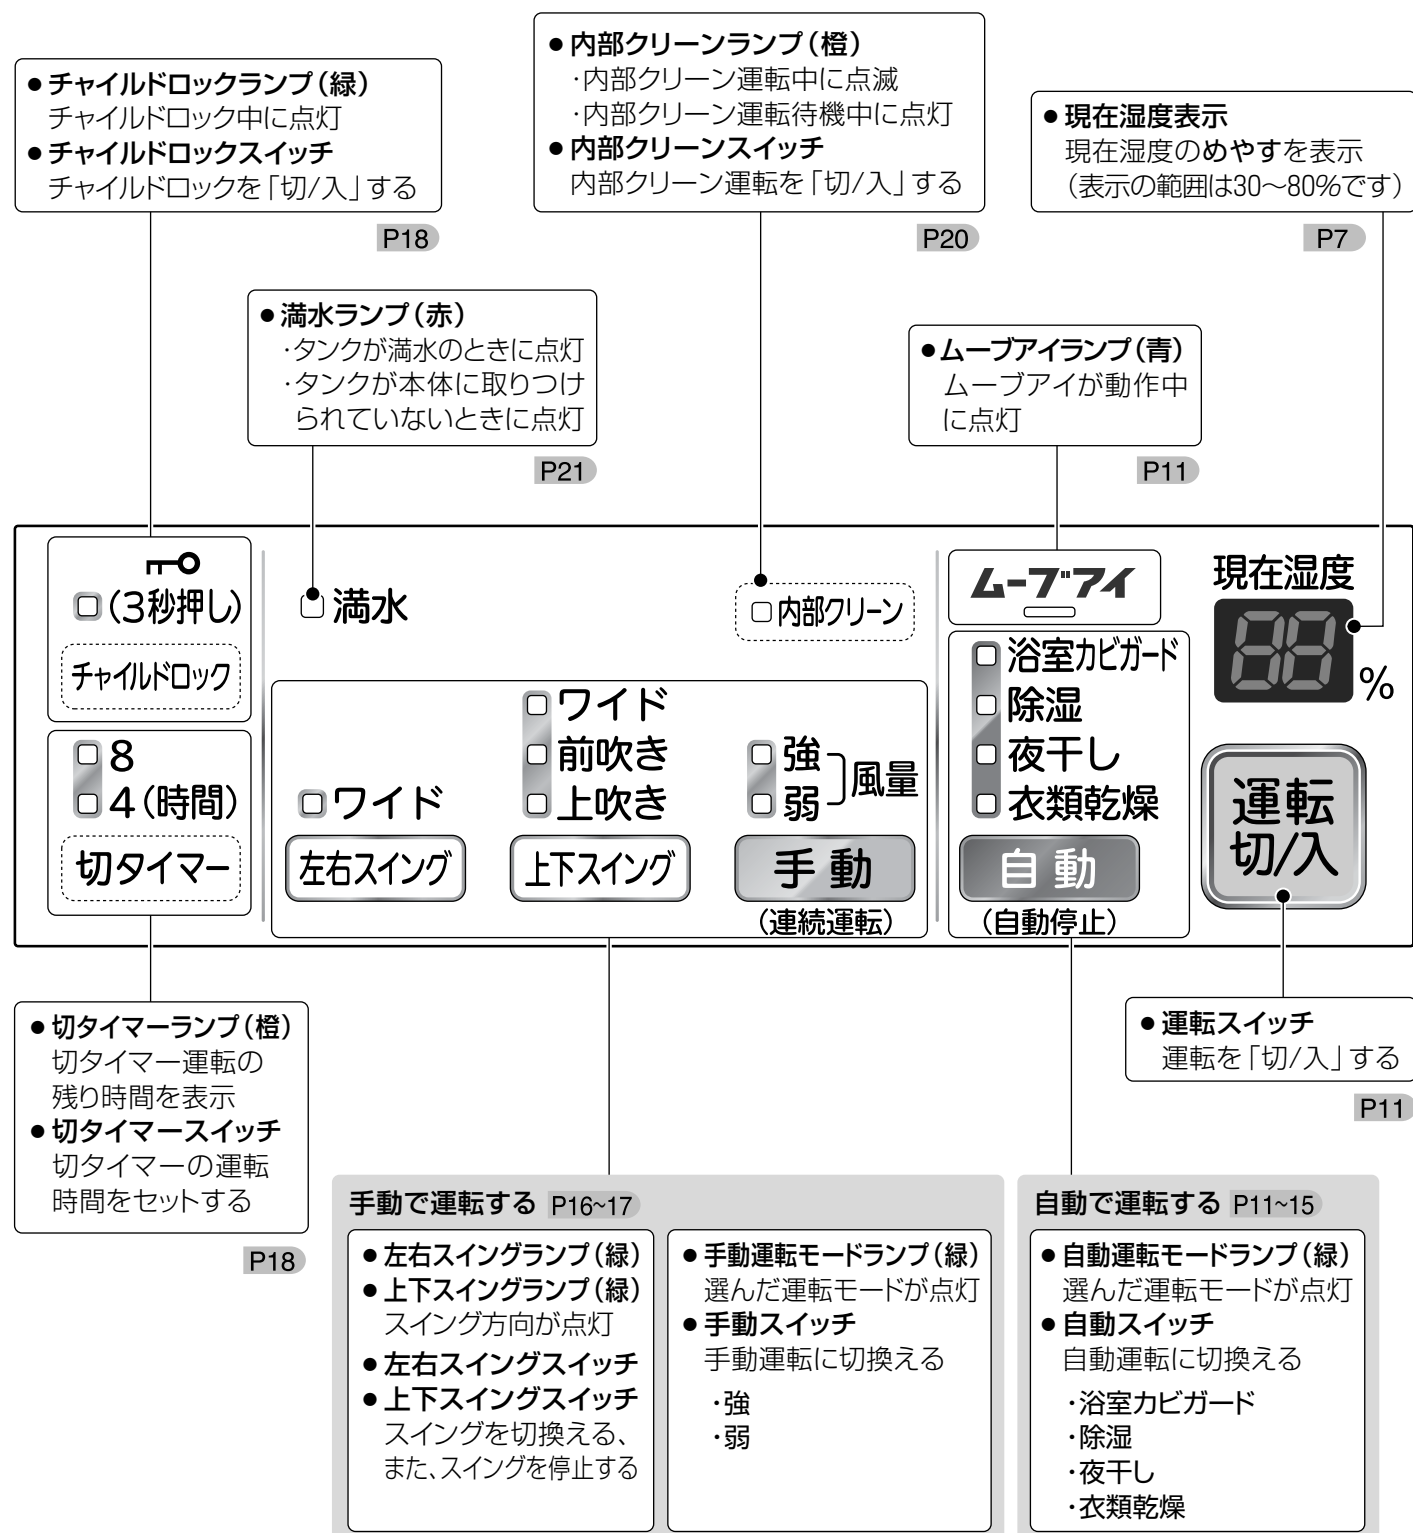 ●内部クリーンランプ（橙）
・内部クリーン運転中に点滅
・内部クリーン運転待機中に点灯
●内部クリーンスイッチ
内部クリーン運転を「切/入」する
P20
●チャイルドロックランプ（緑）
チャイルドロック中に点灯
●チャイルドロックスイッチ
チャイルドロックを「切/入」する
P18
●現在湿度表示
現在湿度のめやすを表示
（表示の範囲は30〜80%です）
P7
●満水ランプ（赤）
・タンクが満水のときに点灯
・タンクが本体に取りつけ
られていないときに点灯
P21
●ムーブアイランプ（青）
ムーブアイが動作中
に点灯
P11
(3秒押し)
チャイルドロック
8
4(時間)
切タイマー
満水
内部クリーン
ワイド
左右スイング
ワイド
前吹き
上吹き
上下スイング
強
弱
風量
手動
(連続運転)
ムーブアイ
浴室カビガード
除湿
夜干し
衣類乾燥
自動
(自動停止)
現在湿度
88
%
運転
切/入
●切タイマーランプ（橙）
切タイマー運転の
残り時間を表示
●切タイマースイッチ
切タイマーの運転
時間をセットする
P18
●運転スイッチ
運転を「切/入」する
P11
手動で運転する P16~17
●左右スイングランプ（緑）
●上下スイングランプ（緑）
スイング方向が点灯
●左右スイングスイッチ
●上下スイングスイッチ
スイングを切換える、
また、スイングを停止する
●手動運転モードランプ（緑）
選んだ運転モードが点灯
●手動スイッチ
手動運転に切換える
・強
・弱
自動で運転する P11~15
●自動運転モードランプ（緑）
選んだ運転モードが点灯
●自動スイッチ
自動運転に切換える
・浴室カビガード
・除湿
・夜干し
・衣類乾燥